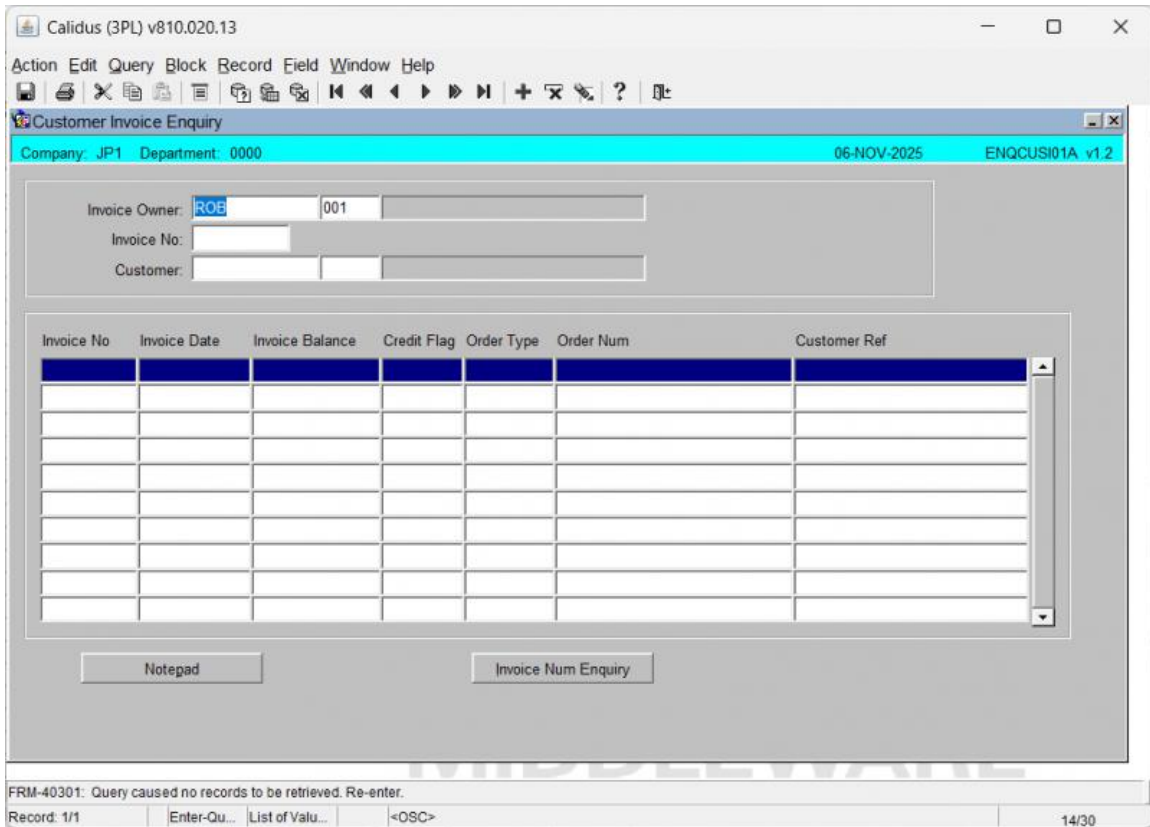 Calidus (3PL) v810.020.13
Action Edit Query Block Record Field Window Help
Customer Invoice Enquiry
Company: JP1 Department: 0000 06-NOV-2025 ENQCUSI01A v1.2
Invoice Owner: ROB 001
Invoice No:
Customer:
Invoice No Invoice Date Invoice Balance Credit Flag Order Type Order Num Customer Ref
Notepad Invoice Num Enquiry
MIDDLEWARE
FRM-40301: Query caused no records to be retrieved. Re-enter.
Record: 1/1 Enter-Qu... List of Valu... <OSC> 14/30